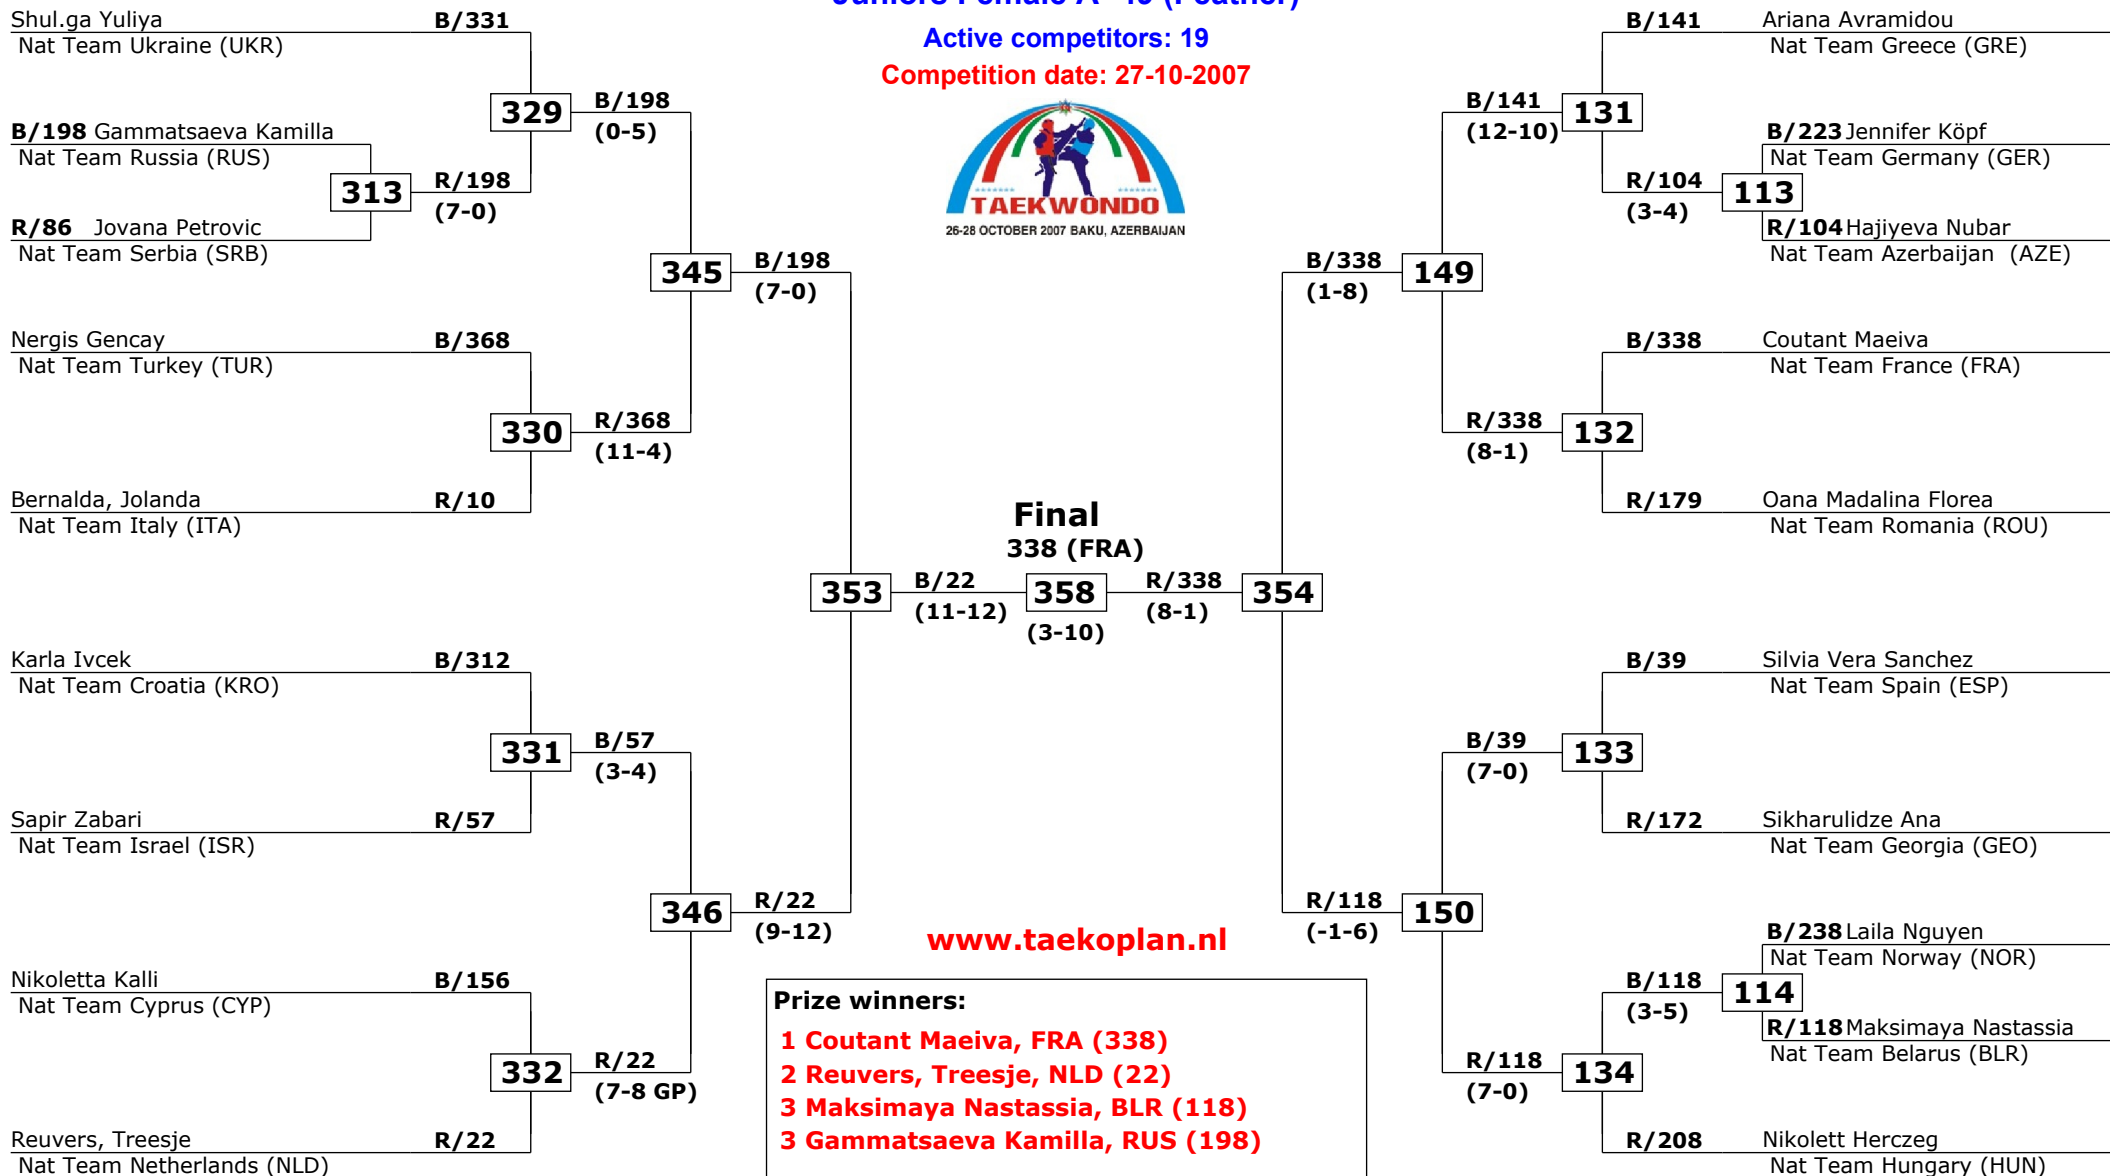 Active competitors: 19
Competition date: 27-10-2007
TAEKWONDO
26-28 OCTOBER 2007 BAKU, AZERBAIJAN
Shul.ga Yuliya B/331
Nat Team Ukraine (UKR)
B/198 Gammatsaeva Kamilla
Nat Team Russia (RUS)
R/86 Jovana Petrovic
Nat Team Serbia (SRB)
313
R/198
(7-0)
329
B/198
(0-5)
Nergis Gencay B/368
Nat Team Turkey (TUR)
Bernalda, Jolanda R/10
Nat Team Italy (ITA)
330
R/368
(11-4)
345
B/198
(7-0)
Karla Ivcek B/312
Nat Team Croatia (KRO)
Sapir Zabari R/57
Nat Team Israel (ISR)
331
B/57
(3-4)
Nikoletta Kalli B/156
Nat Team Cyprus (CYP)
Reuvers, Treesje R/22
Nat Team Netherlands (NLD)
332
R/22
(7-8 GP)
346
R/22
(9-12)
353
B/22
(11-12)
Final
338 (FRA)
358
(3-10)
R/338
(8-1)
354
B/338
(1-8)
149
B/141
(12-10)
131
B/141 Ariana Avramidou
Nat Team Greece (GRE)
R/104
(3-4)
113
B/223 Jennifer Köpf
Nat Team Germany (GER)
R/104 Hajiyeva Nubar
Nat Team Azerbaijan (AZE)
R/338
(8-1)
132
B/338 Coutant Maeiva
Nat Team France (FRA)
R/179 Oana Madalina Florea
Nat Team Romania (ROU)
R/118
(-1-6)
150
B/39
(7-0)
133
B/39 Silvia Vera Sanchez
Nat Team Spain (ESP)
R/172 Sikharulidze Ana
Nat Team Georgia (GEO)
R/118
(7-0)
134
B/118
(3-5)
114
B/238 Laila Nguyen
Nat Team Norway (NOR)
R/118 Maksimaya Nastassia
Nat Team Belarus (BLR)
R/208 Nikolett Herczeg
Nat Team Hungary (HUN)
www.taekoplan.nl
Prize winners:
1 Coutant Maeiva, FRA (338)
2 Reuvers, Treesje, NLD (22)
3 Maksimaya Nastassia, BLR (118)
3 Gammatsaeva Kamilla, RUS (198)